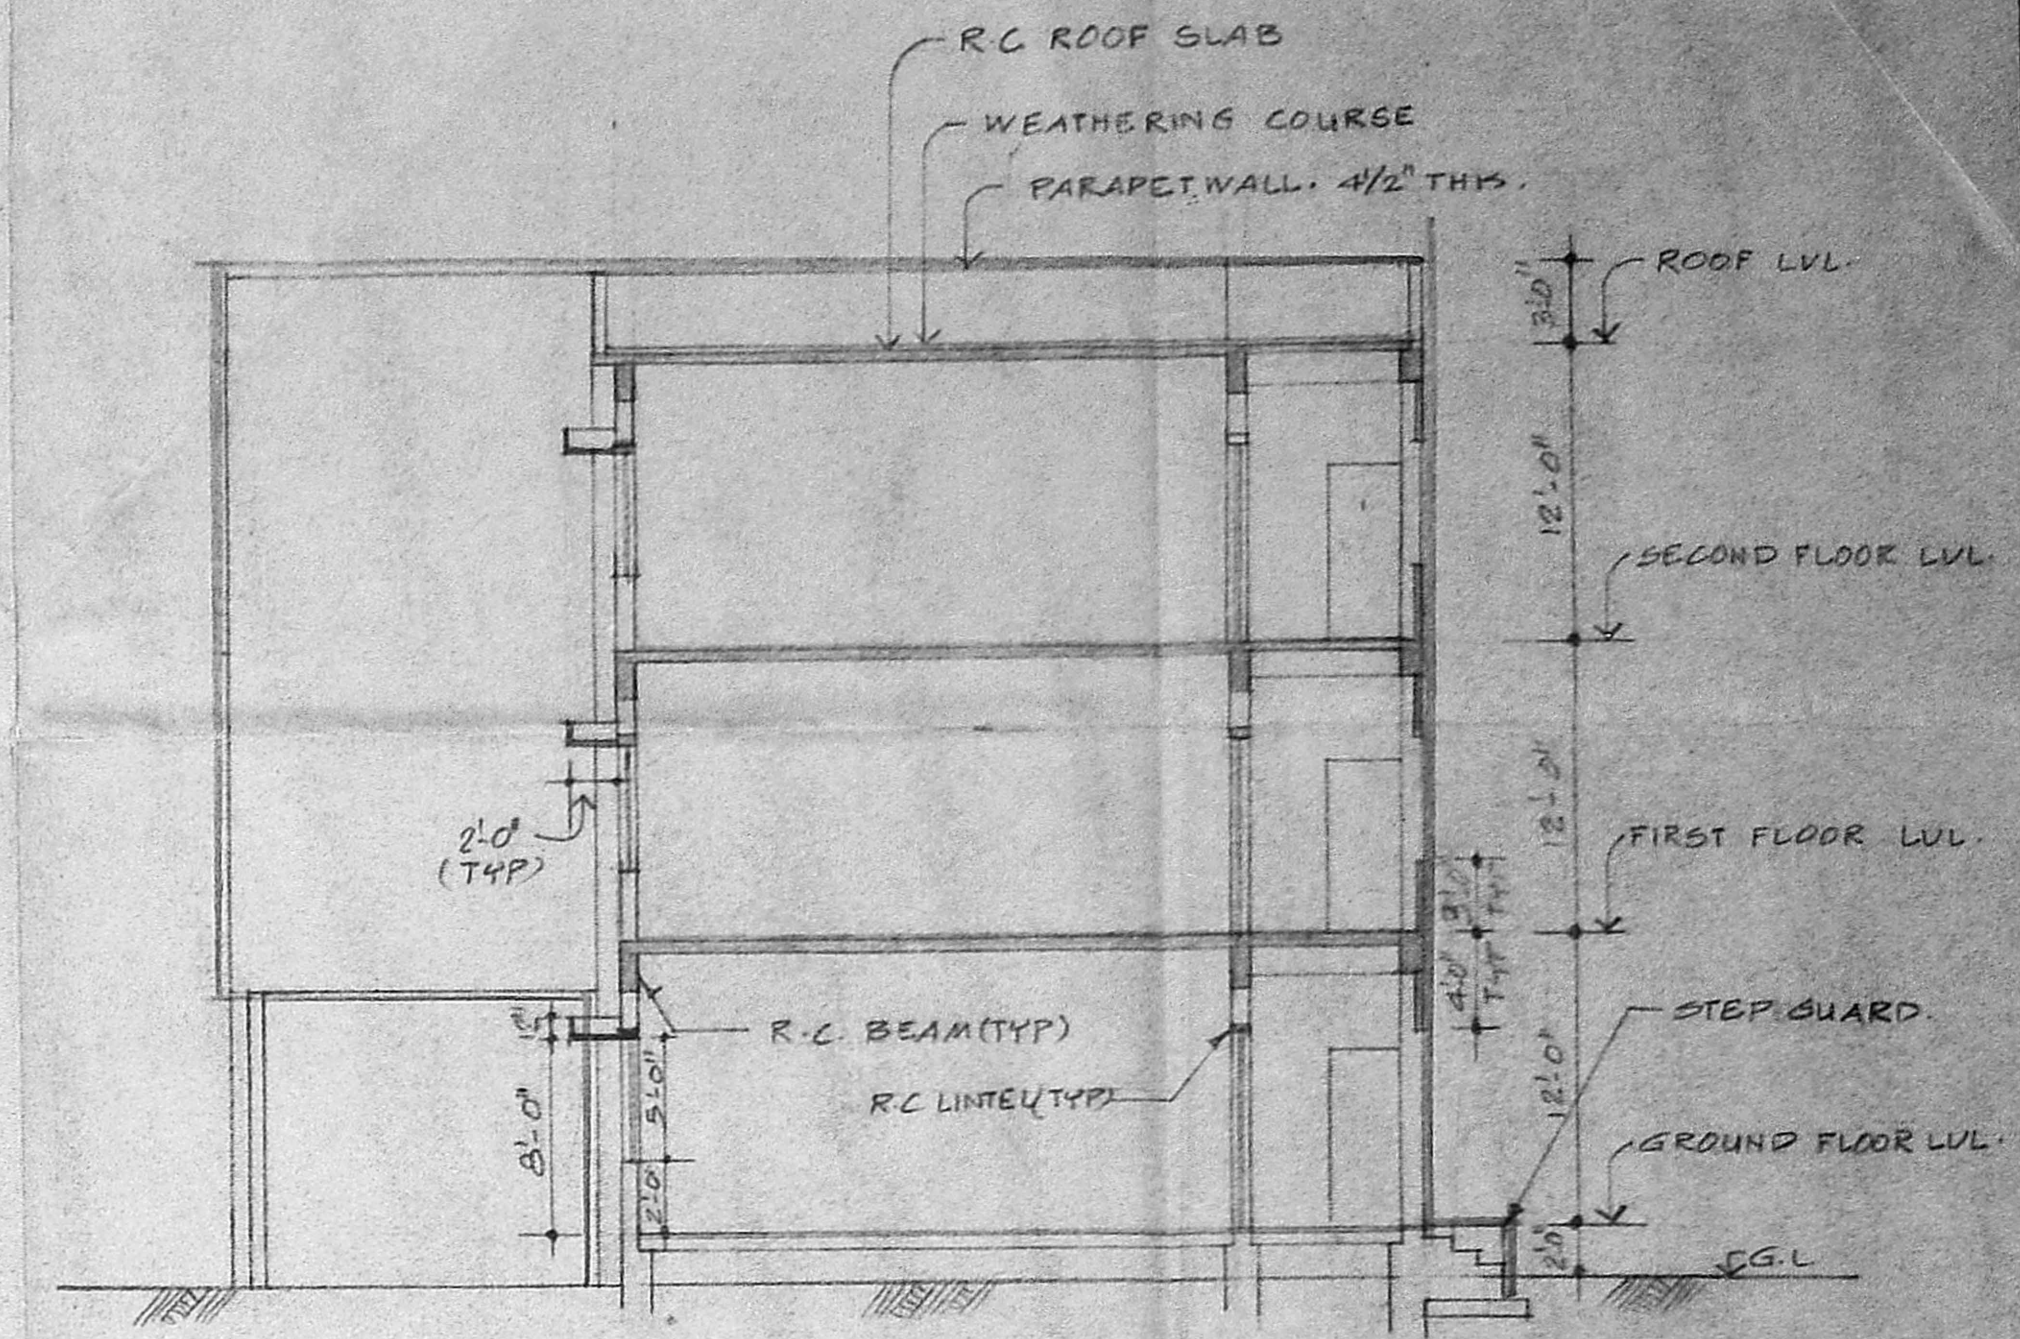 R.C ROOF SLAB
WEATHERING COURSE
PARAPET WALL. 4½" THK.
ROOF LVL.
3'-0"
12'-0"
SECOND FLOOR LVL.
12'-0"
2'-0"
(TYP)
FIRST FLOOR LVL.
3'-0"
TYP
4'-0"
TYP
STEP GUARD.
R.C. BEAM (TYP)
R.C LINTEL (TYP)
8'-0"
5'-0"
2'-0"
12'-0"
GROUND FLOOR LVL.
2'-0"
G.L